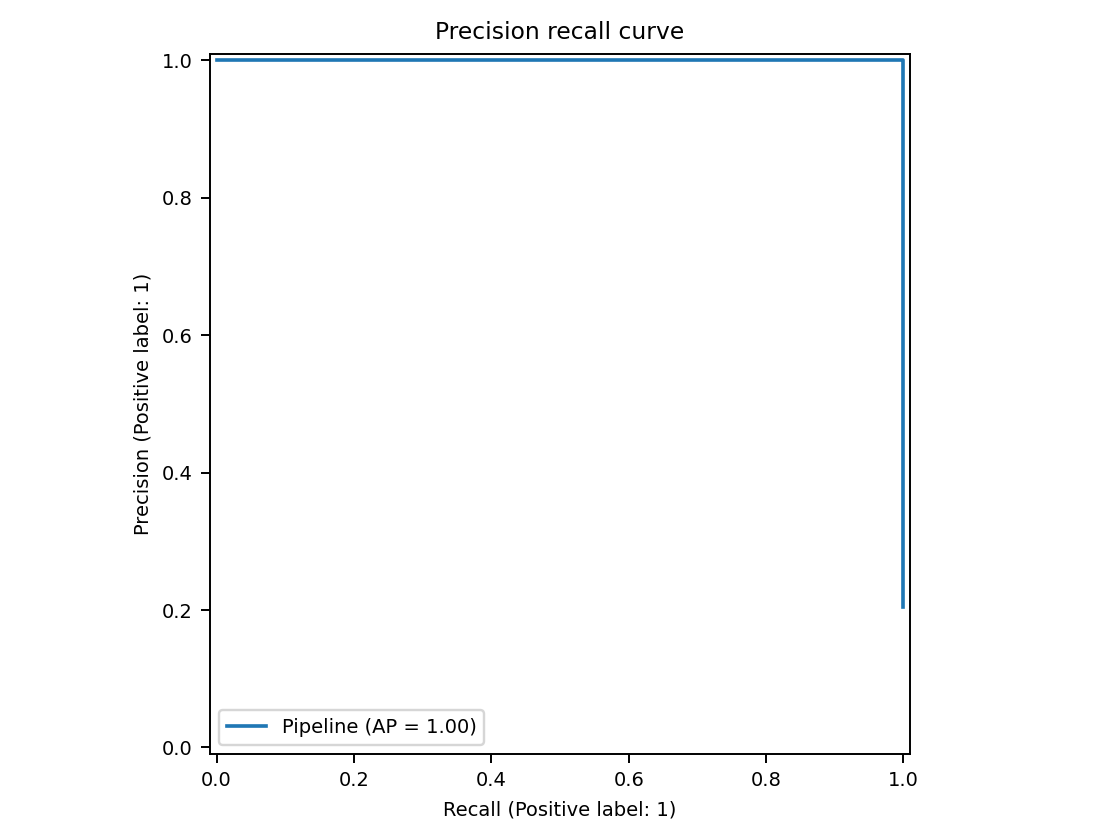 Precision recall curve
1.0
0.8
0.6
0.4
0.2
0.0
Precision (Positive label: 1)
Pipeline (AP = 1.00)
0.0 0.2 0.4 0.6 0.8 1.0
Recall (Positive label: 1)